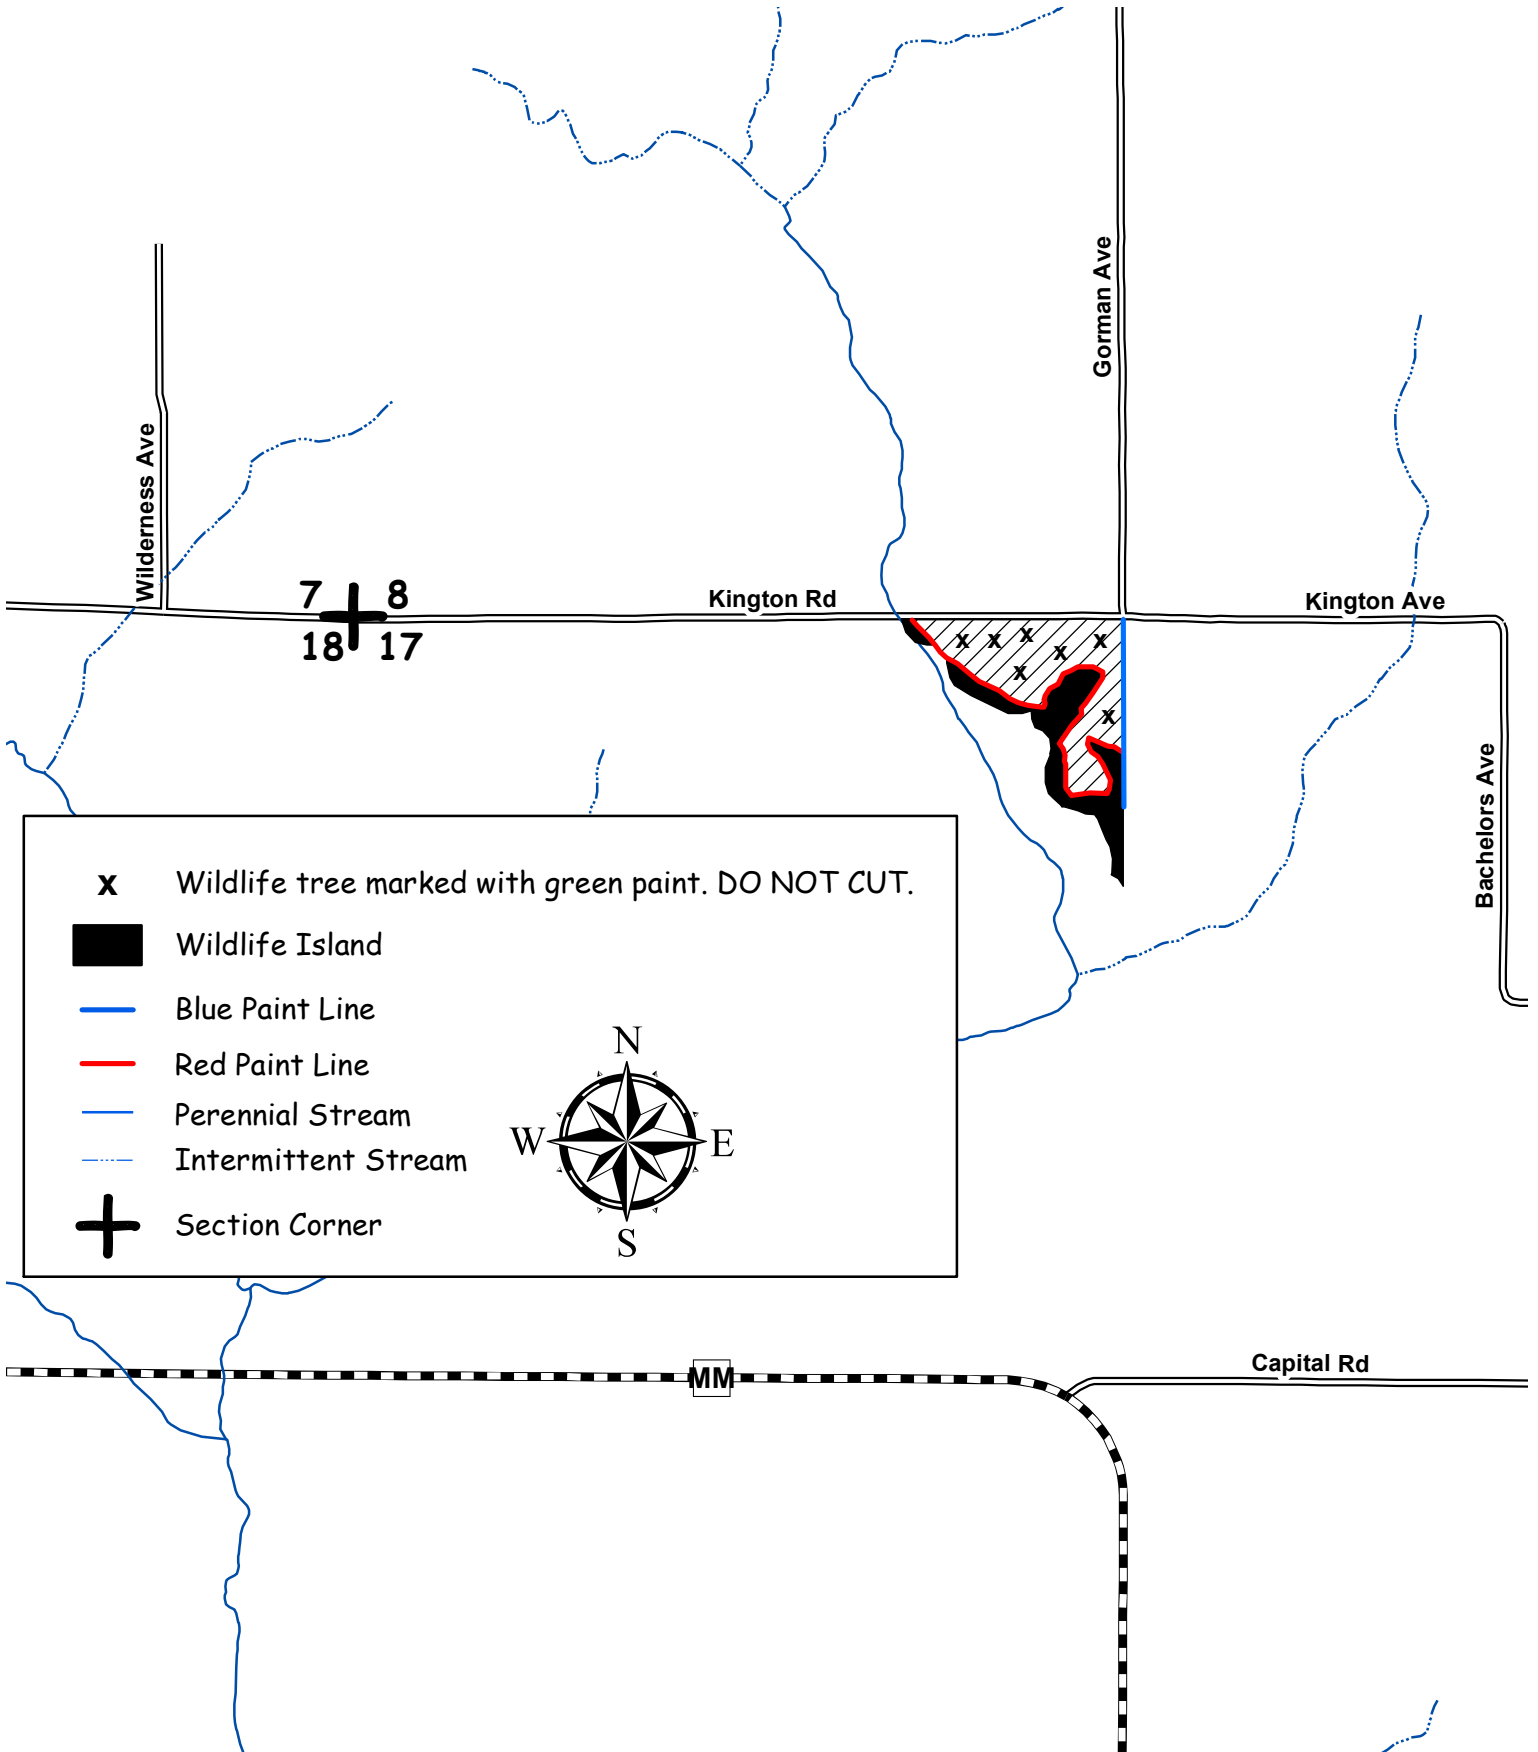 Gorman Ave
Wilderness Ave
7 8
18 17
Kington Rd
Kington Ave
x x x x x
x
x
Bachelors Ave
x Wildlife tree marked with green paint. DO NOT CUT.
Wildlife Island
Blue Paint Line
Red Paint Line
Perennial Stream
Intermittent Stream
Section Corner
N
W E
S
MM
Capital Rd